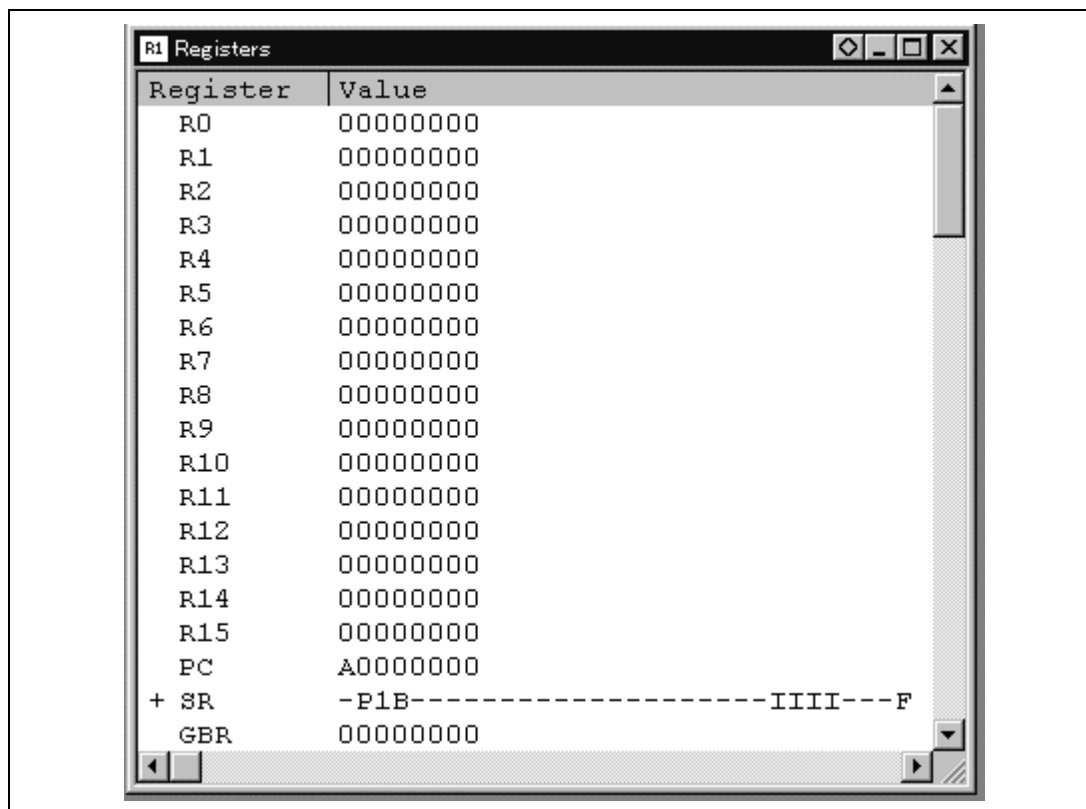 R1 Registers
Register Value
R0 00000000
R1 00000000
R2 00000000
R3 00000000
R4 00000000
R5 00000000
R6 00000000
R7 00000000
R8 00000000
R9 00000000
R10 00000000
R11 00000000
R12 00000000
R13 00000000
R14 00000000
R15 00000000
PC A0000000
+ SR -P1B--------------------IIII---F
GBR 00000000